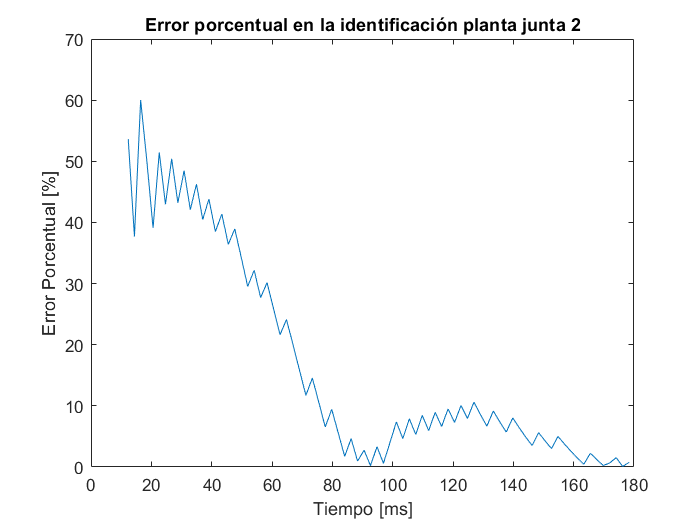 Error porcentual en la identificación planta junta 2
70
60
50
40
30
20
10
0
Error Porcentual [%]
0 20 40 60 80 100 120 140 160 180
Tiempo [ms]